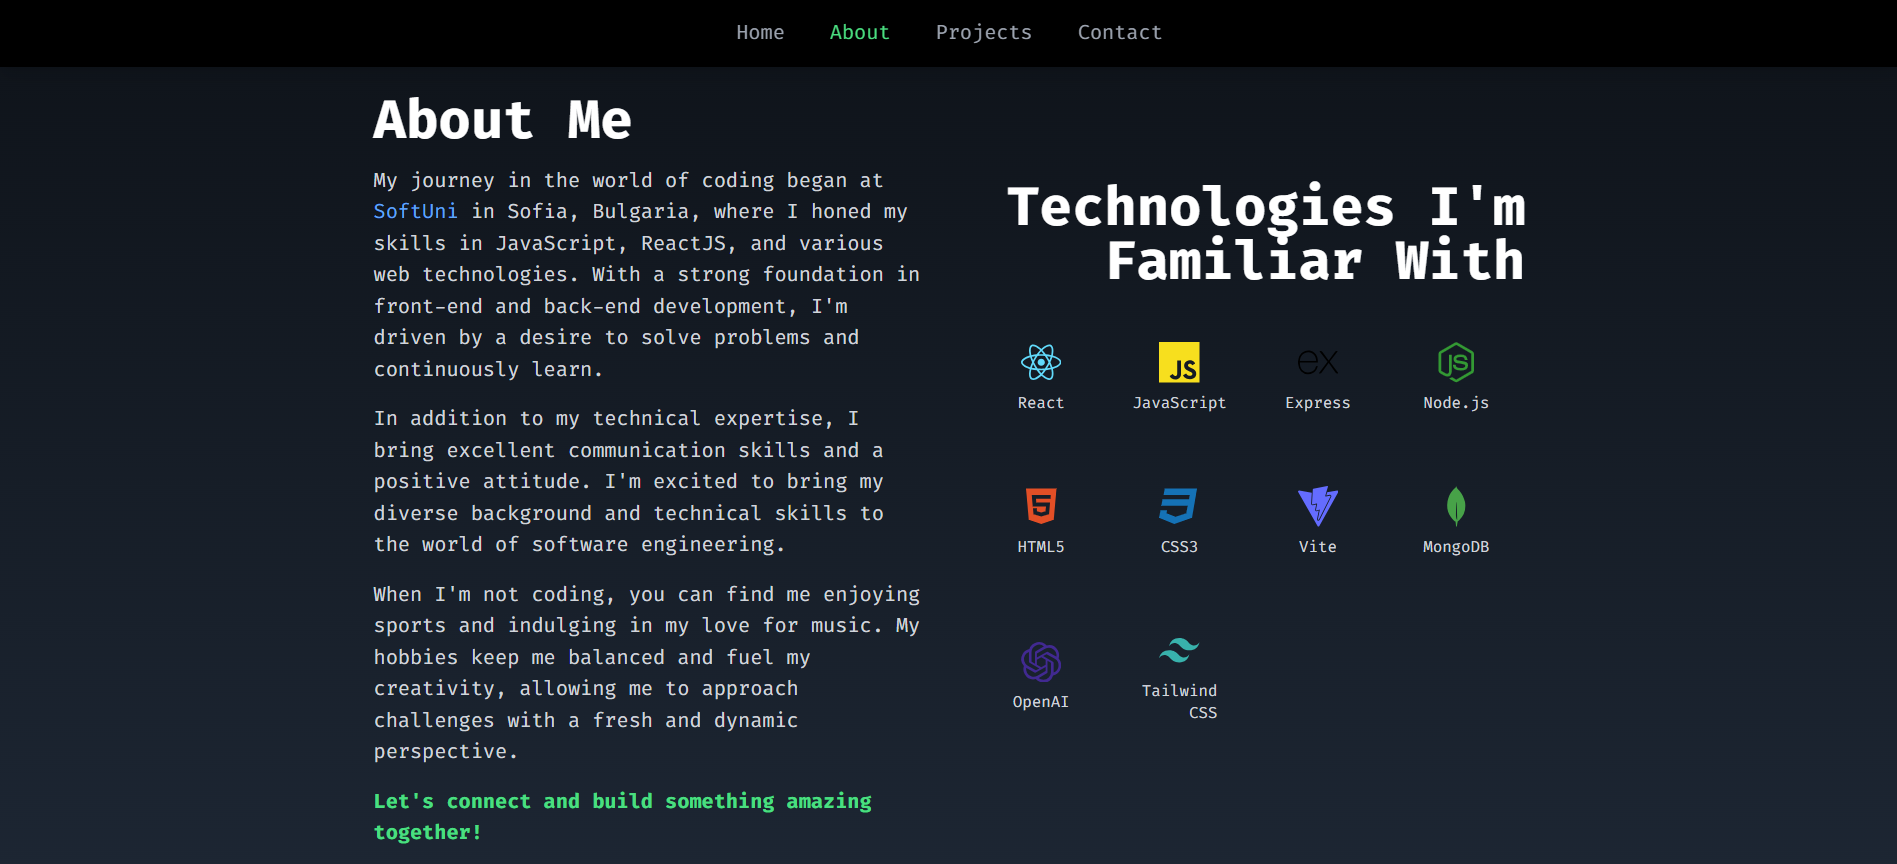 Home About Projects Contact
About Me
My journey in the world of coding began at
SoftUni in Sofia, Bulgaria, where I honed my
skills in JavaScript, ReactJS, and various
web technologies. With a strong foundation in
front-end and back-end development, I'm
driven by a desire to solve problems and
continuously learn.
In addition to my technical expertise, I
bring excellent communication skills and a
positive attitude. I'm excited to bring my
diverse background and technical skills to
the world of software engineering.
When I'm not coding, you can find me enjoying
sports and indulging in my love for music. My
hobbies keep me balanced and fuel my
creativity, allowing me to approach
challenges with a fresh and dynamic
perspective.
Let's connect and build something amazing
together!
Technologies I'm
Familiar With
JS ex JS
React JavaScript Express Node.js
5 3
HTML5 CSS3 Vite MongoDB
OpenAI Tailwind
CSS